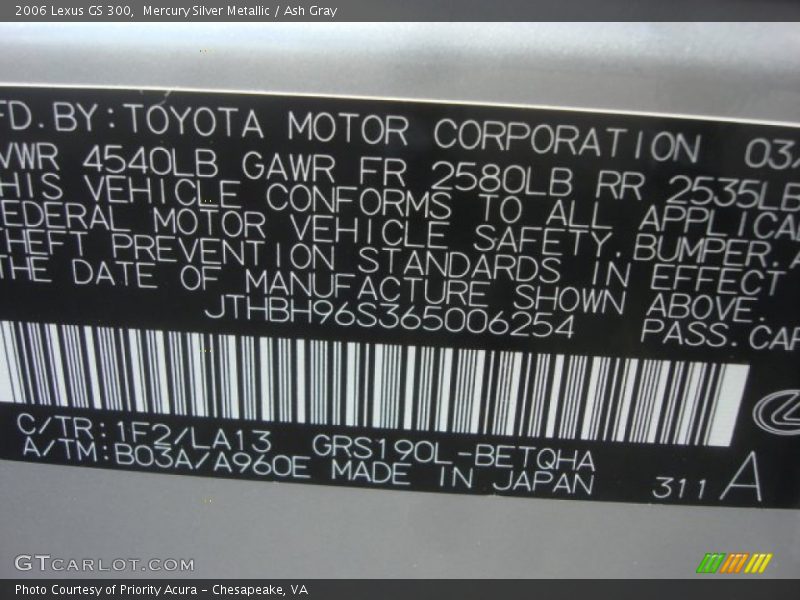 2006 Lexus GS 300, Mercury Silver Metallic / Ash Gray
FD. BY: TOYOTA MOTOR CORPORATION 03/
VWR 4540LB GAWR FR 2580LB RR 2535LB
HIS VEHICLE CONFORMS TO ALL APPLICA
EDERAL MOTOR VEHICLE SAFETY. BUMPER. A
HEFT PREVENTION STANDARDS IN EFFECT
THE DATE OF MANUFACTURE SHOWN ABOVE.
JTHBH96S365006254 PASS. CAR
C/TR: 1F2/LA13 GRS190L-BETQHA
A/TM: B03A/A960E MADE IN JAPAN 311 A
GTCARLOT.COM
Photo Courtesy of Priority Acura – Chesapeake, VA